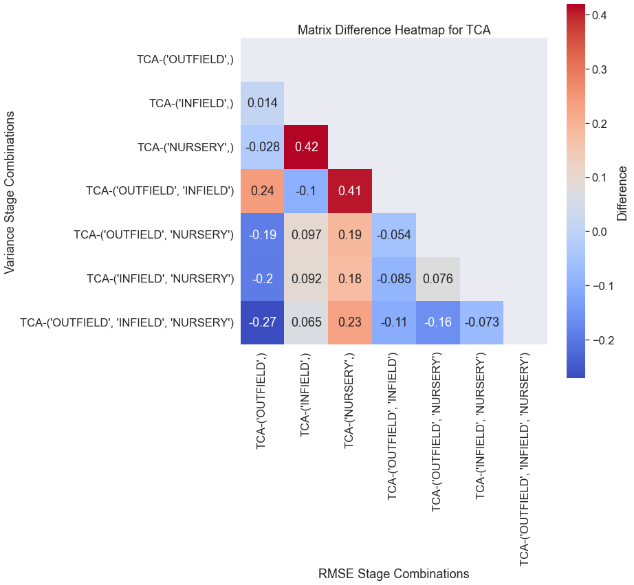 Matrix Difference Heatmap for TCA
Variance Stage Combinations
TCA-('OUTFIELD',)
TCA-('INFIELD',) 0.014
TCA-('NURSERY',) -0.028 0.42
TCA-('OUTFIELD', 'INFIELD') 0.24 -0.1 0.41
TCA-('OUTFIELD', 'NURSERY') -0.19 0.097 0.19 -0.054
TCA-('INFIELD', 'NURSERY') -0.2 0.092 0.18 -0.085 0.076
TCA-('OUTFIELD', 'INFIELD', 'NURSERY') -0.27 0.065 0.23 -0.11 -0.16 -0.073
TCA-('OUTFIELD',)
TCA-('INFIELD',)
TCA-('NURSERY',)
TCA-('OUTFIELD', 'INFIELD')
TCA-('OUTFIELD', 'NURSERY')
TCA-('INFIELD', 'NURSERY')
TCA-('OUTFIELD', 'INFIELD', 'NURSERY')
RMSE Stage Combinations
0.4
0.3
0.2
0.1
0.0
−0.1
−0.2
Difference